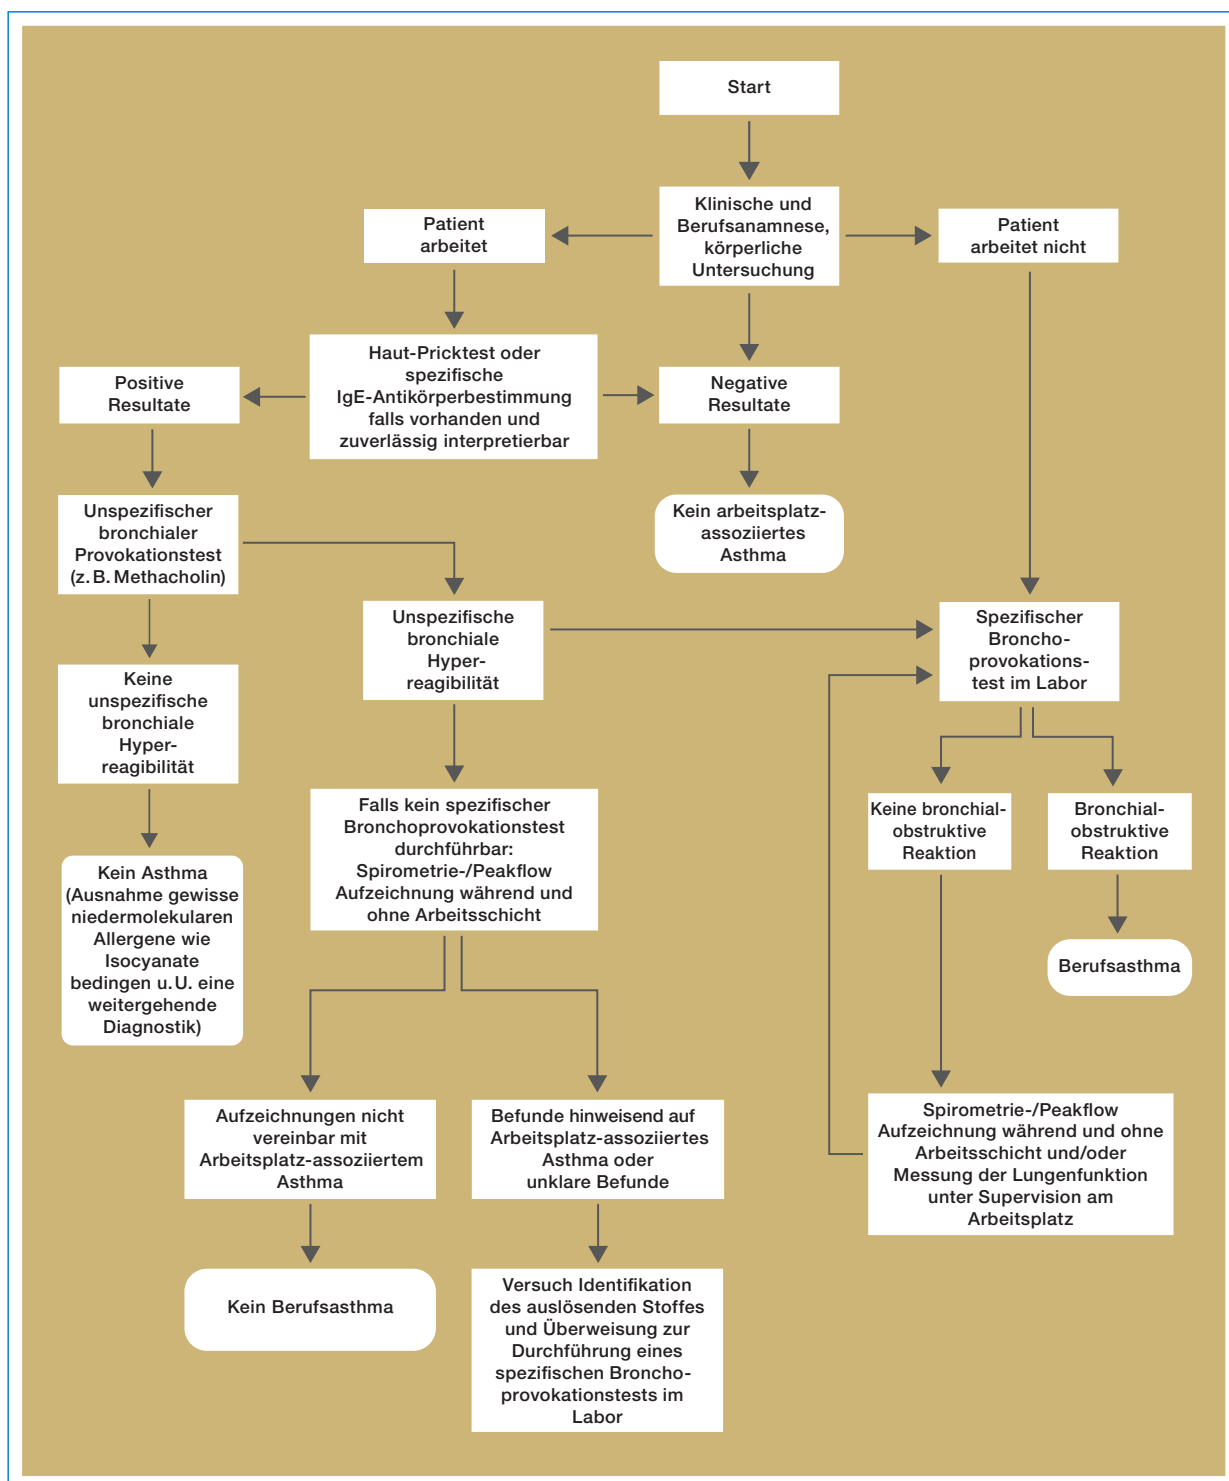 Start
Klinische und
Berufsanamnese,
körperliche
Untersuchung
Patient
arbeitet
Patient
arbeitet nicht
Haut-Pricktest oder
spezifische
IgE-Antikörperbestimmung
falls vorhanden und
zuverlässig interpretierbar
Positive
Resultate
Negative
Resultate
Unspezifischer
bronchialer
Provokationstest
(z. B. Methacholin)
Kein arbeitsplatz-
assoziiertes
Asthma
Unspezifische
bronchiale
Hyper-
reagibilität
Spezifischer
Broncho-
provokations-
test im Labor
Keine
unspezifische
bronchiale
Hyper-
reagibilität
Falls kein spezifischer
Bronchoprovokationstest
durchführbar:
Spirometrie-/Peakflow
Aufzeichnung während und
ohne Arbeitsschicht
Keine bronchial-
obstruktive
Reaktion
Bronchial-
obstruktive
Reaktion
Kein Asthma
(Ausnahme gewisse
niedermolekularen
Allergene wie
Isocyanate
bedingen u. U. eine
weitergehende
Diagnostik)
Berufsasthma
Aufzeichnungen nicht
vereinbar mit
Arbeitsplatz-assoziiertem
Asthma
Befunde hinweisend auf
Arbeitsplatz-assoziiertes
Asthma oder
unklare Befunde
Spirometrie-/Peakflow
Aufzeichnung während und ohne
Arbeitsschicht und/oder
Messung der Lungenfunktion
unter Supervision am
Arbeitsplatz
Kein Berufsasthma
Versuch Identifikation
des auslösenden Stoffes
und Überweisung zur
Durchführung eines
spezifischen Broncho-
provokationstests im
Labor